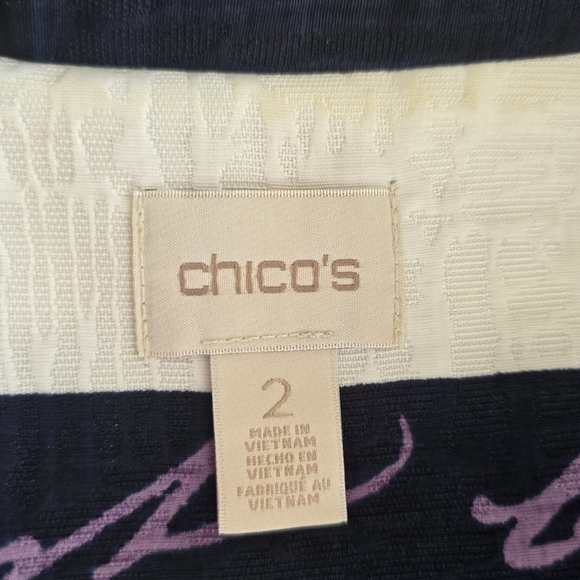 chico's
2
MADE IN
VIETNAM
HECHO EN
VIETNAM
FABRIQUÉ AU
VIETNAM